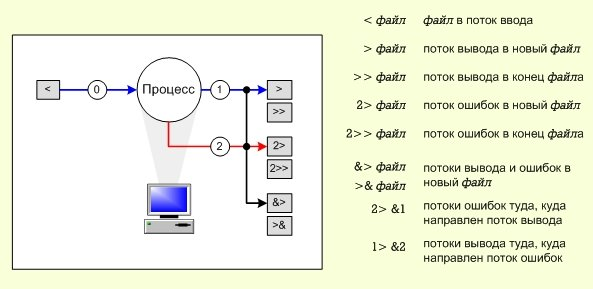 < 0 Процесс 1 >
>>
2 2>
2>>
&>
>&
< файл файл в поток ввода
> файл поток вывода в новый файл
>> файл поток вывода в конец файла
2> файл поток ошибок в новый файл
2>> файл поток ошибок в конец файла
&> файл потоки вывода и ошибок в
>& файл новый файл
2> &1 потоки ошибок туда, куда
направлен поток вывода
1> &2 потоки вывода туда, куда
направлен поток ошибок